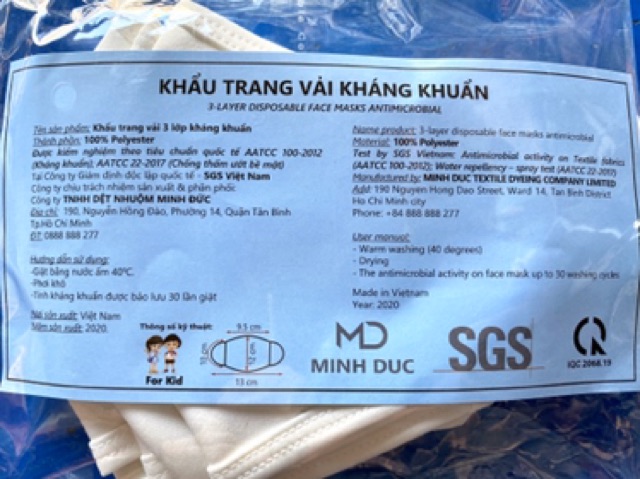 KHẨU TRANG VẢI KHÁNG KHUẨN
3-LAYER DISPOSABLE FACE MASKS ANTIMICROBIAL
Tên sản phẩm: Khẩu trang vải 3 lớp kháng khuẩn
Thành phần: 100% Polyester
Được kiểm nghiệm theo tiêu chuẩn quốc tế AATCC 100-2012
(Kháng khuẩn); AATCC 22-2017 (Chống thấm ướt bề mặt)
Tại Công ty Giám định độc lập quốc tế - SGS Việt Nam
Công ty chịu trách nhiệm sản xuất & phân phối:
Công ty TNHH DỆT NHUỘM MINH ĐỨC
Địa chỉ: 190, Nguyễn Hồng Đào, Phường 14, Quận Tân Bình
Tp.Hồ Chí Minh
ĐT: 0888 888 277
Hướng dẫn sử dụng:
-Giặt bằng nước ấm 40°C.
-Phơi khô
-Tính kháng khuẩn được bảo lưu 30 lần giặt
Nơi sản xuất: Việt Nam
Năm sản xuất: 2020.
Name product: 3-layer disposable face masks antimicrobial
Material: 100% Polyester
Test by SGS Vietnam: Antimicrobial activity on Textile fabrics
(AATCC 100-2012); Water repellency - spray test (AATCC 22-2017)
Manufactured by: MINH DUC TEXTILE DYEING COMPANY LIMITED
Add: 190 Nguyen Hong Dao Street, Ward 14, Tan Binh District
Ho Chi Minh city
Phone: +84 888 888 277
User manual:
- Warm washing (40 degrees)
- Drying
- The antimicrobial activity on face mask up to 30 washing cycles
Made in Vietnam
Year: 2020
Thông số kỹ thuật:
For Kid
9.5 cm
13 cm
MD
MINH DUC
SGS
IQC 2068.19